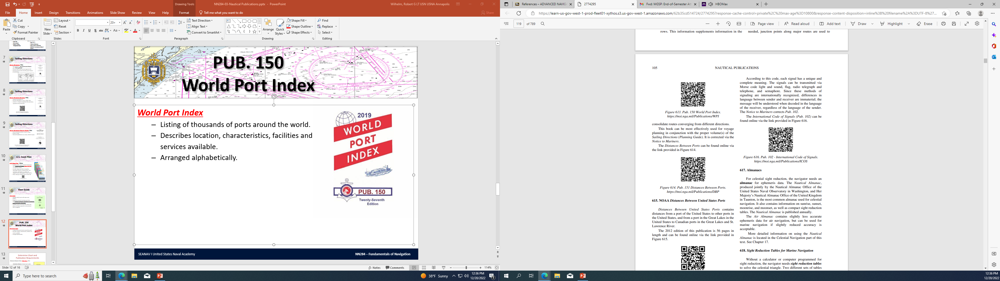 Drawing Tools
NN284-03-Nautical Publications.pptx - PowerPoint
Wilhelm, Robert G LT USN USNA Annapolis
File Home Insert Design Transitions Animations Slide Show Review View Help Format Tell me what you want to do Share
Paste
Cut
Copy
Format Painter
Clipboard
New
Slide
Layout
Reset
Section
Slides
20+
Font
Text Direction
Align Text
Convert to SmartArt
Paragraph
Arrange
Quick
Styles
Shape Fill
Shape Outline
Shape Effects
Drawing
Find
Replace
Select
Editing
7
Sailing Directions
8
Sailing Directions
9
Sailing Directions
10
U.S. Coast Pilot
11
Fleet Guide
12
PUB. 150
World Port Index
13
Determine Chart and
Publication Requirements
PUB. 150
World Port Index
World Port Index
– Listing of thousands of ports around the world.
– Describes location, characteristics, facilities and
services available.
– Arranged alphabetically.
2019
WORLD
PORT
INDEX
PUB. 150
Twenty-Seventh
Edition
SEANAV I United States Naval Academy
NN284 – Fundamentals of Navigation
Slide 12 of 16
Notes Comments 114%
Type here to search
38°F Sunny
12:36 PM
12/20/2022
References – ADVANCED NAVIG
2774295
Fwd: MGSP: End-of-Semester Att
HBOMax
https://learn-us-gov-west-1-prod-fleet01-xythos.s3.us-gov-west-1.amazonaws.com/62b35cd514724/2774295?response-cache-control=private%2C%20max-age%3D10800&response-content-disposition=inline%3B%20filename%2A%3DUTF-8%27...
119 of 789
Page view Read aloud Add text Draw Highlight Erase
rows. This information supplements information in the
needed, junction points along major routes are used to
105
NAUTICAL PUBLICATIONS
Figure 613. Pub. 150 World Port Index.
https://msi.nga.mil/Publications/WPI
consolidate routes converging from different directions.
This book can be most effectively used for voyage
planning in conjunction with the proper volume(s) of the
Sailing Directions (Planning Guide). It is corrected via the
Notice to Mariners.
The Distances Between Ports can be found online via
the link provided in Figure 614.
Figure 614. Pub. 151 Distances Between Ports.
https://msi.nga.mil/Publications/DBP
615. NOAA Distances Between United States Ports
Distances Between United States Ports contains
distances from a port of the United States to other ports in
the United States, and from a port in the Great Lakes in the
United States to Canadian ports in the Great Lakes and St.
Lawrence River.
The 2012 edition of this publication is 56 pages in
length and can be found online via the link provided in
Figure 615.
According to this code, each signal has a unique and
complete meaning. The signals can be transmitted via
Morse code light and sound, flag, radio telegraph and
telephone, and semaphore. Since these methods of
signaling are internationally recognized, differences in
language between sender and receiver are immaterial; the
message will be understood when decoded in the language
of the receiver, regardless of the language of the sender.
The Notice to Mariners corrects Pub. 102.
The International Code of Signals (Pub. 102) can be
found online via the link provided in Figure 616.
Figure 616. Pub. 102 - International Code of Signals.
https://msi.nga.mil/Publications/ICOS
617. Almanacs
For celestial sight reduction, the navigator needs an
almanac for ephemeris data. The Nautical Almanac,
produced jointly by the Nautical Almanac Office of the
United States Naval Observatory in Washington, and Her
Majesty's Nautical Almanac Office of the United Kingdom
in Taunton, is the most common almanac used for celestial
navigation. It also contains information on sunrise, sunset,
moonrise, and moonset, as well as compact sight reduction
tables. The Nautical Almanac is published annually.
The Air Almanac contains slightly less accurate
ephemeris data for air navigation, but can be used for
marine navigation if slightly reduced accuracy is
acceptable.
More detailed information on using the Nautical
Almanac is located in the Celestial Navigation part of this
text. See Chapter 17.
618. Sight Reduction Tables for Marine Navigation
Without a calculator or computer programmed for
sight reduction, the navigator needs sight reduction tables
to solve the celestial triangle. Two different sets of tables
12:36 PM
12/20/2022